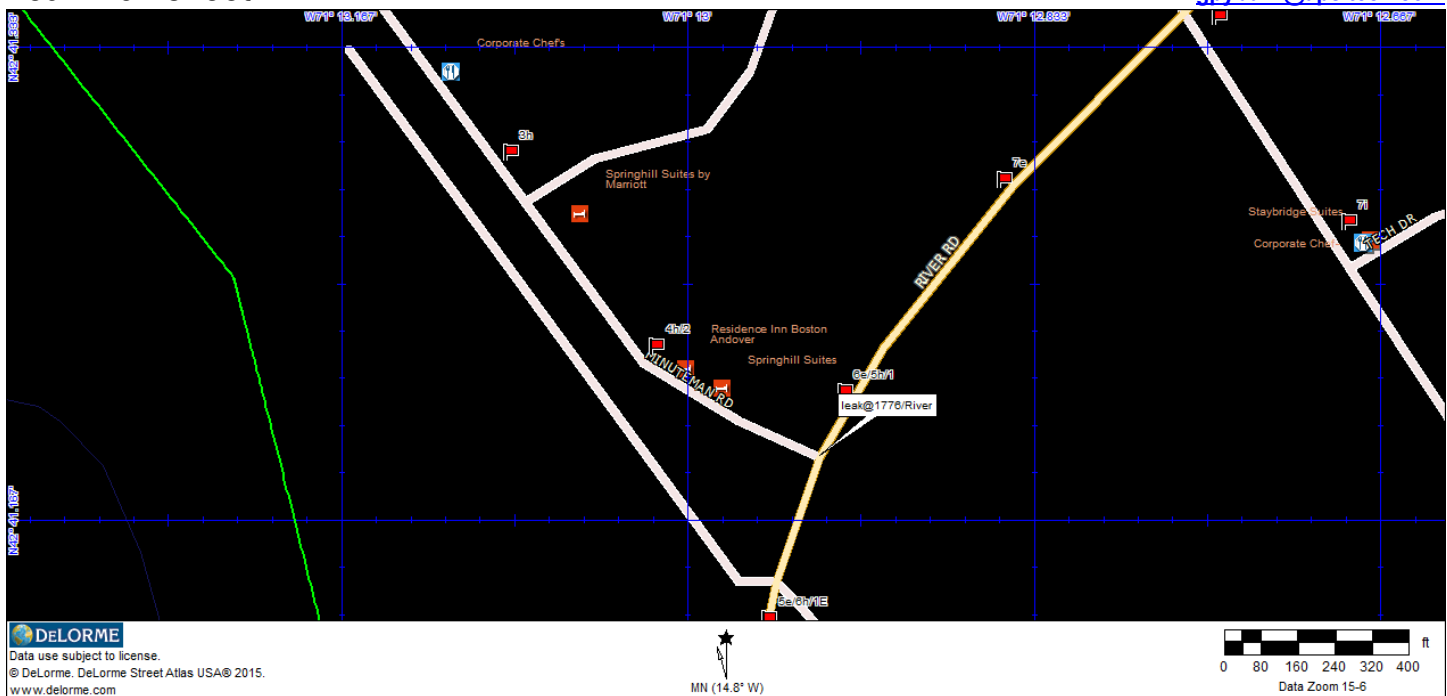 W71° 13.167'
W71° 13'
W71° 12.833'
W71° 12.667'
N42° 41.333'
Corporate Chef's
3h
Springhill Suites by
Marriott
7e
RIVER RD
Staybridge Suites
7i
Corporate Chefs
TECH DR
4h/2
Residence Inn Boston
Andover
Springhill Suites
MINUTEMAN RD
6e/5h/1
leak@1776/River
N42° 41.167'
5e/6h/1E
DELORME
Data use subject to license.
© DeLorme. DeLorme Street Atlas USA® 2015.
www.delorme.com
MN (14.8° W)
ft
0 80 160 240 320 400
Data Zoom 15-6